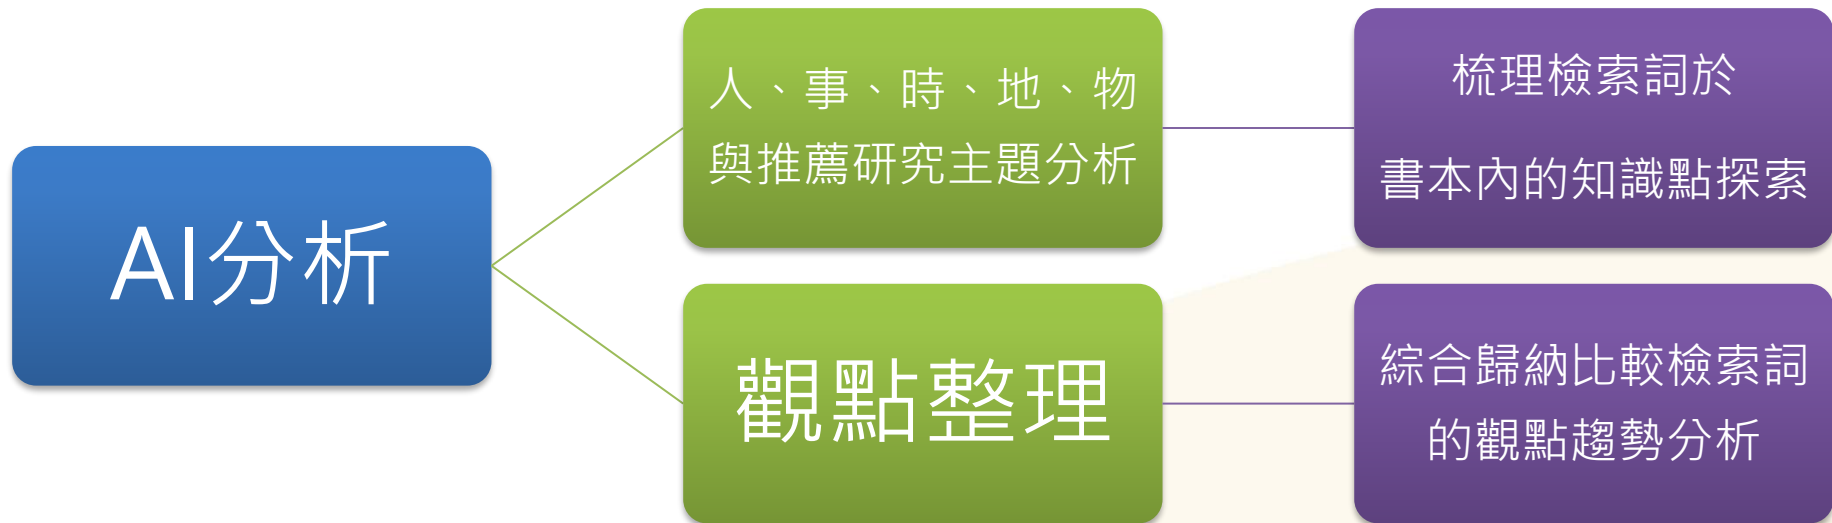 AI分析
人、事、時、地、物
與推薦研究主題分析
梳理檢索詞於
書本內的知識點探索
觀點整理
綜合歸納比較檢索詞
的觀點趨勢分析